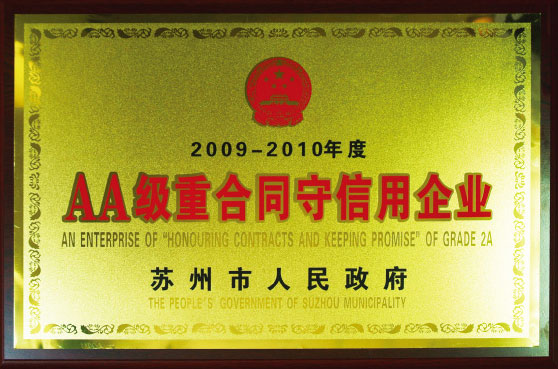 2009-2010年度
AA级重合同守信用企业
AN ENTERPRISE OF "HONOURING CONTRACTS AND KEEPING PROMISE" OF GRADE 2A
苏州市人民政府
THE PEOPLE'S GOVERNMENT OF SUZHOU MUNICIPALITY